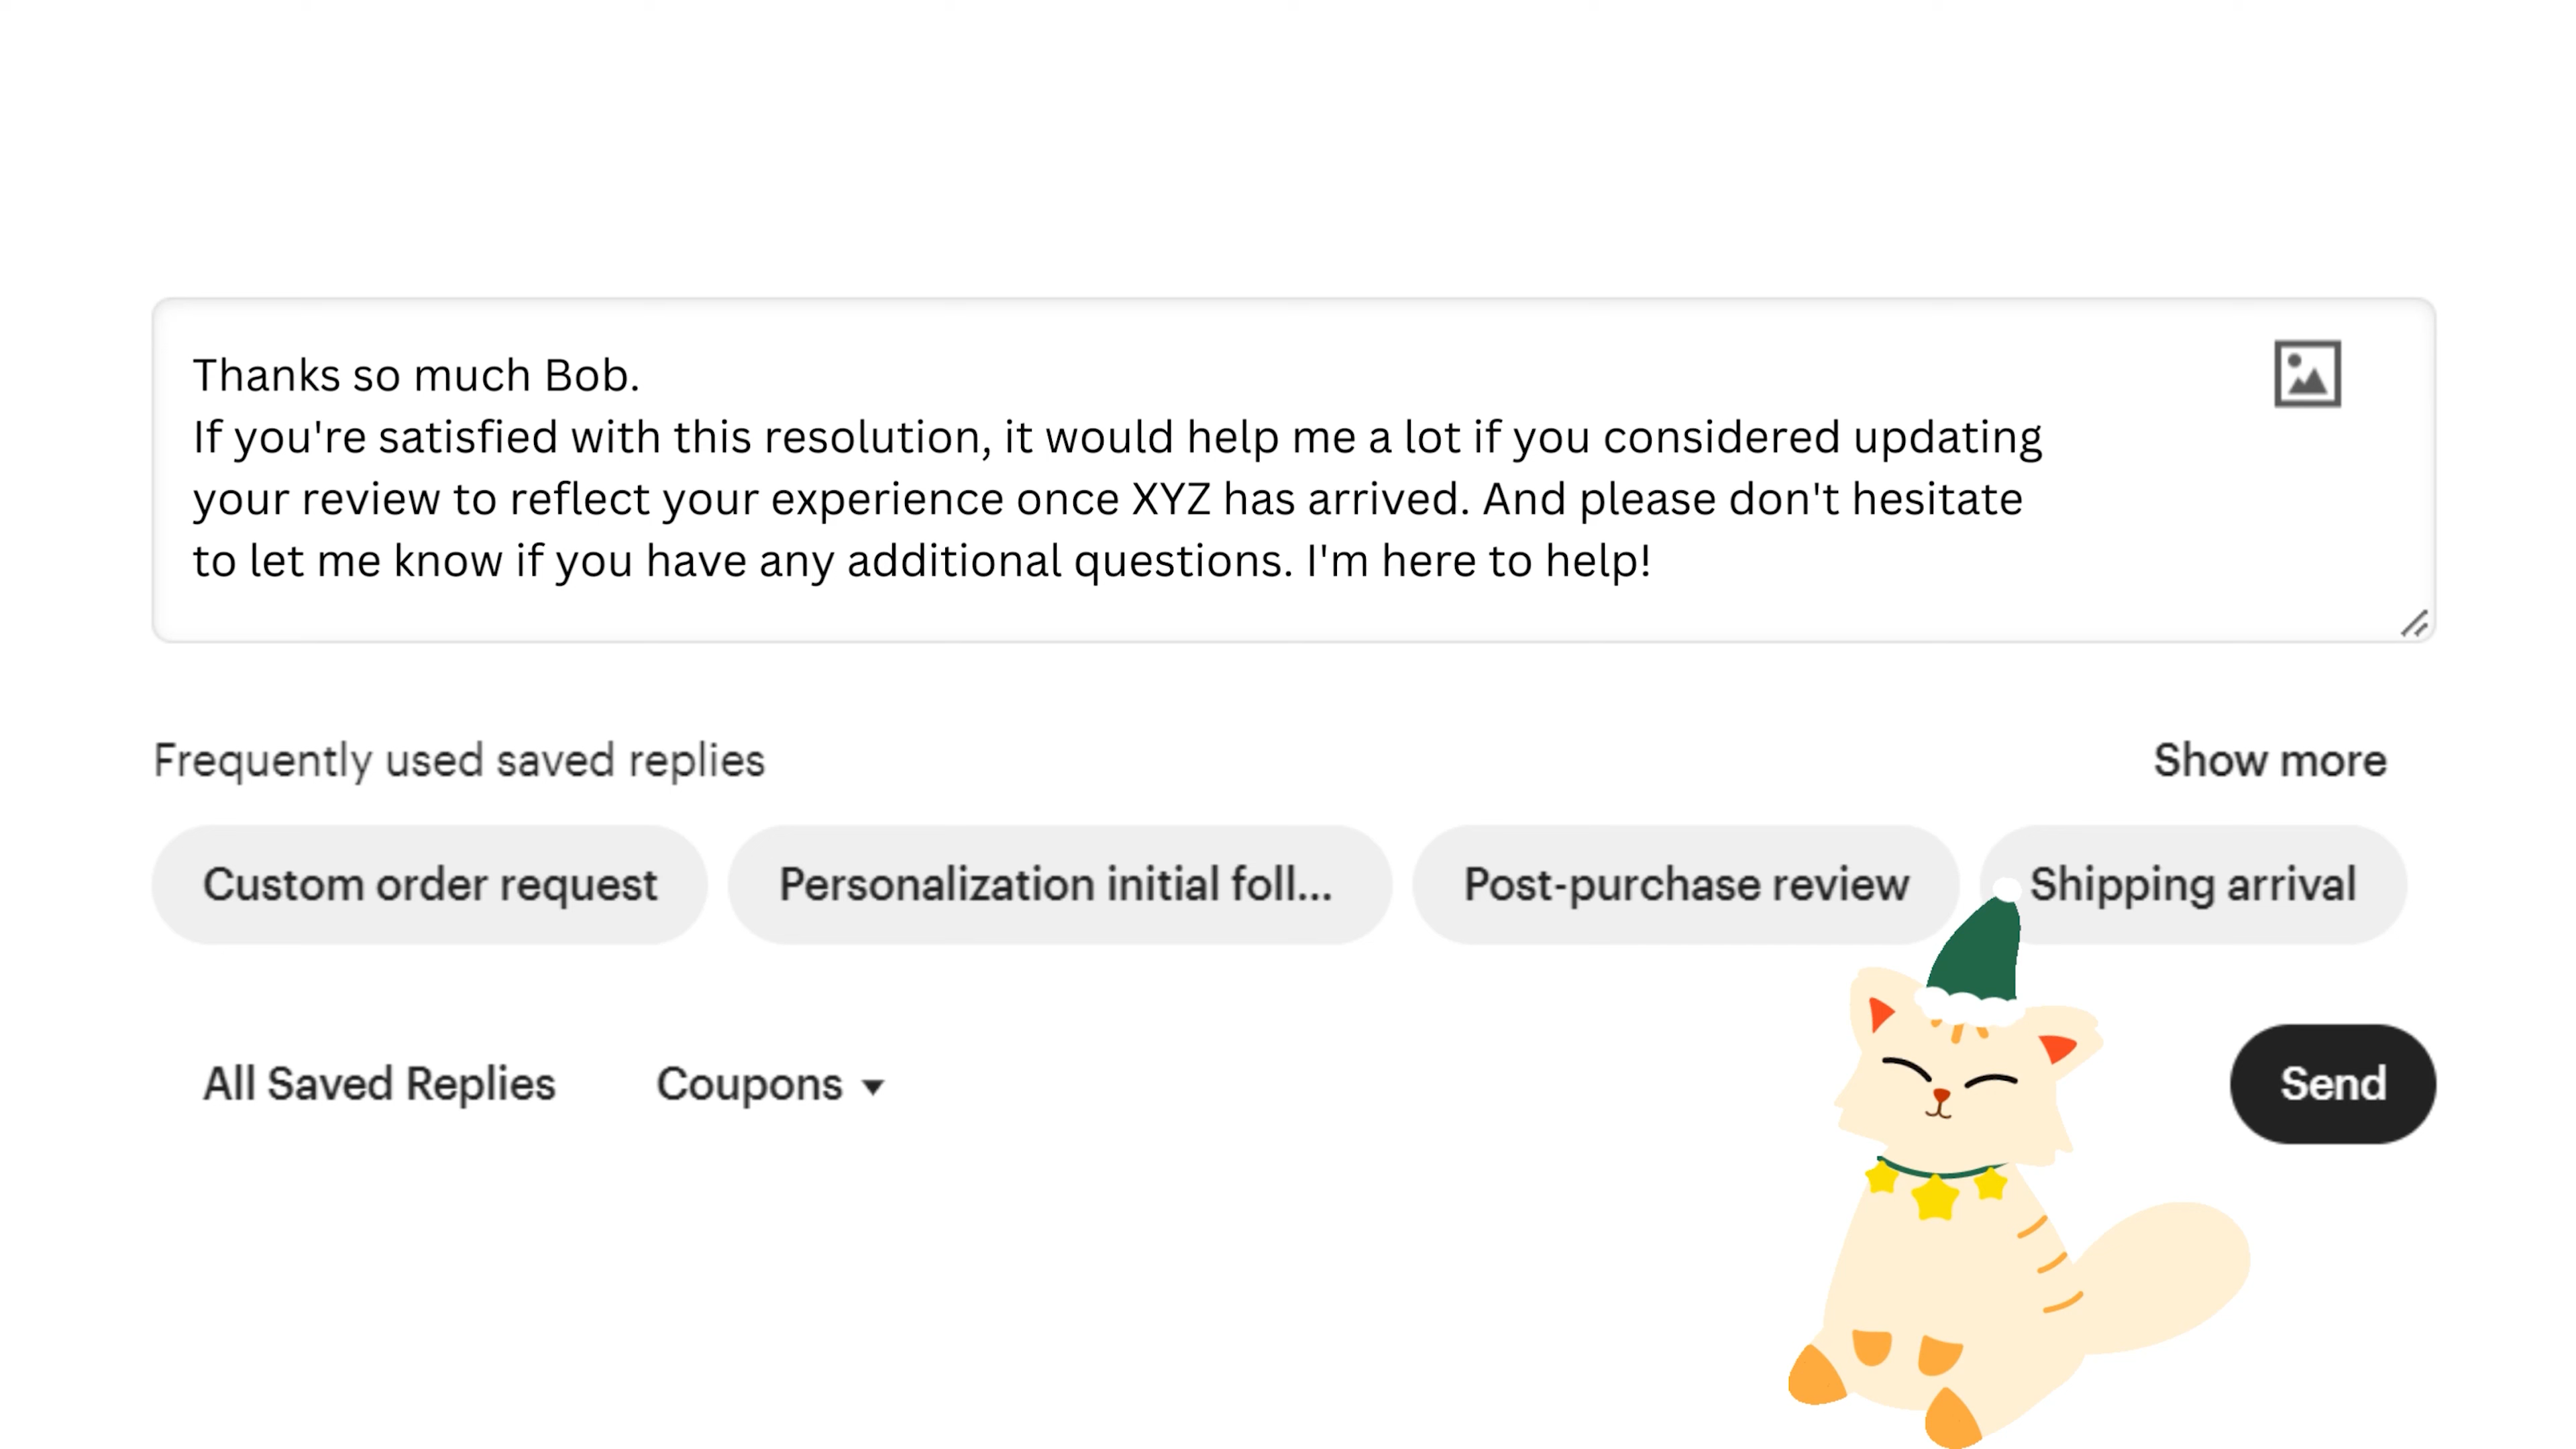 Thanks so much Bob.
If you're satisfied with this resolution, it would help me a lot if you considered updating
your review to reflect your experience once XYZ has arrived. And please don't hesitate
to let me know if you have any additional questions. I'm here to help!
Frequently used saved replies
Show more
Custom order request
Personalization initial foll...
Post-purchase review
Shipping arrival
All Saved Replies
Coupons
Send